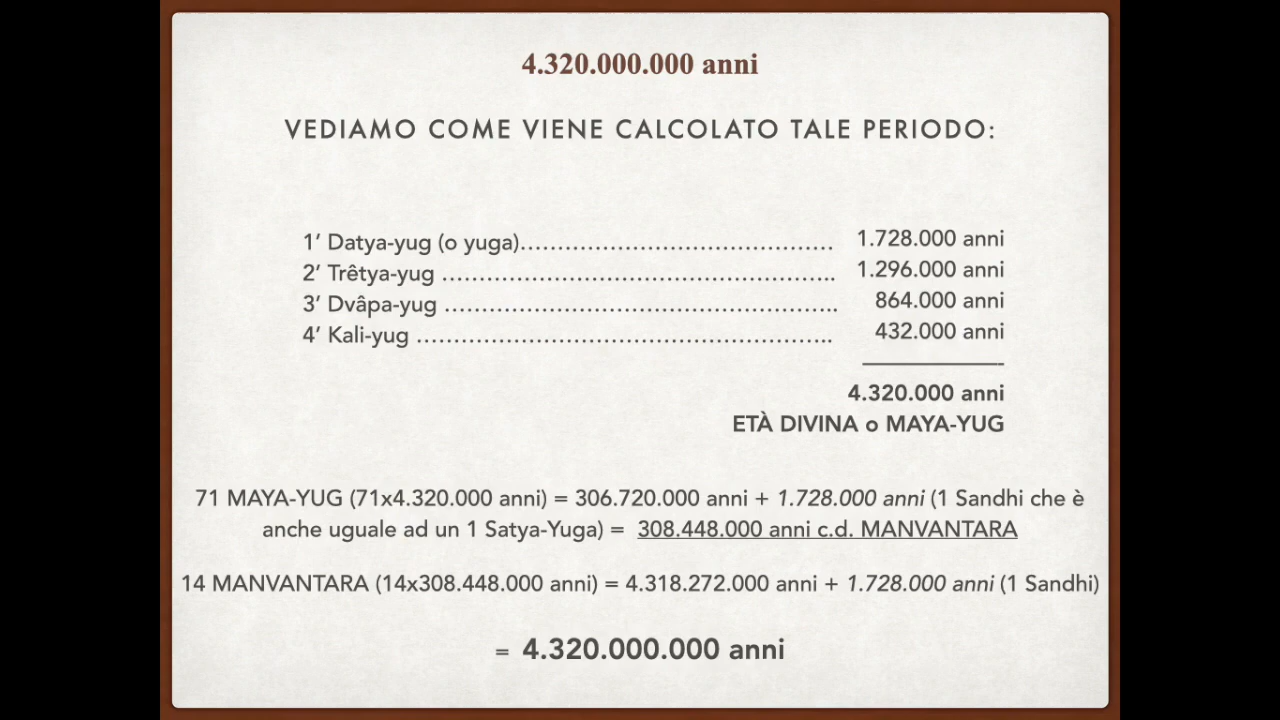 4.320.000.000 anni
VEDIAMO COME VIENE CALCOLATO TALE PERIODO:
1’ Datya-yug (o yuga)…………………………………… 1.728.000 anni
2’ Trêtya-yug …………………………………………….. 1.296.000 anni
3’ Dvâpa-yug …………………………………………….. 864.000 anni
4’ Kali-yug ……………………………………………….. 432.000 anni
4.320.000 anni
ETÀ DIVINA o MAYA-YUG
71 MAYA-YUG (71x4.320.000 anni) = 306.720.000 anni + 1.728.000 anni (1 Sandhi che è
anche uguale ad un 1 Satya-Yuga) = 308.448.000 anni c.d. MANVANTARA
14 MANVANTARA (14x308.448.000 anni) = 4.318.272.000 anni + 1.728.000 anni (1 Sandhi)
= 4.320.000.000 anni